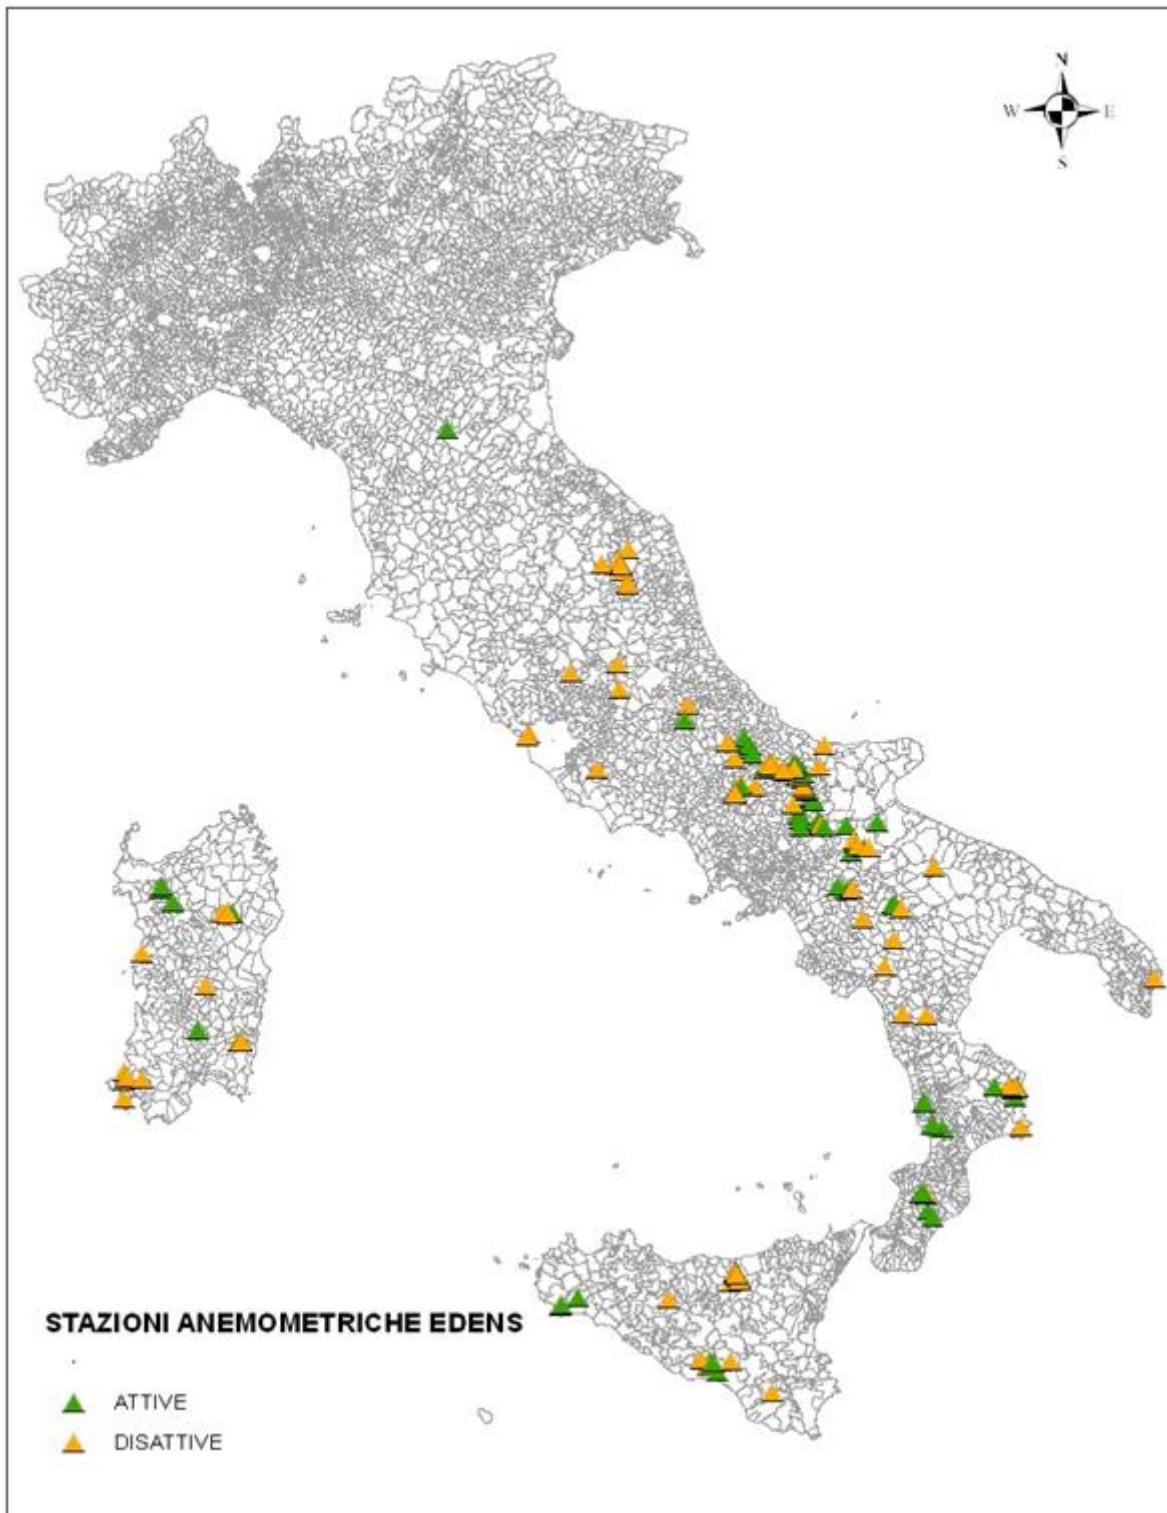 N
W E
S
STAZIONI ANEMOMETRICHE EDENS
ATTIVE
DISATTIVE